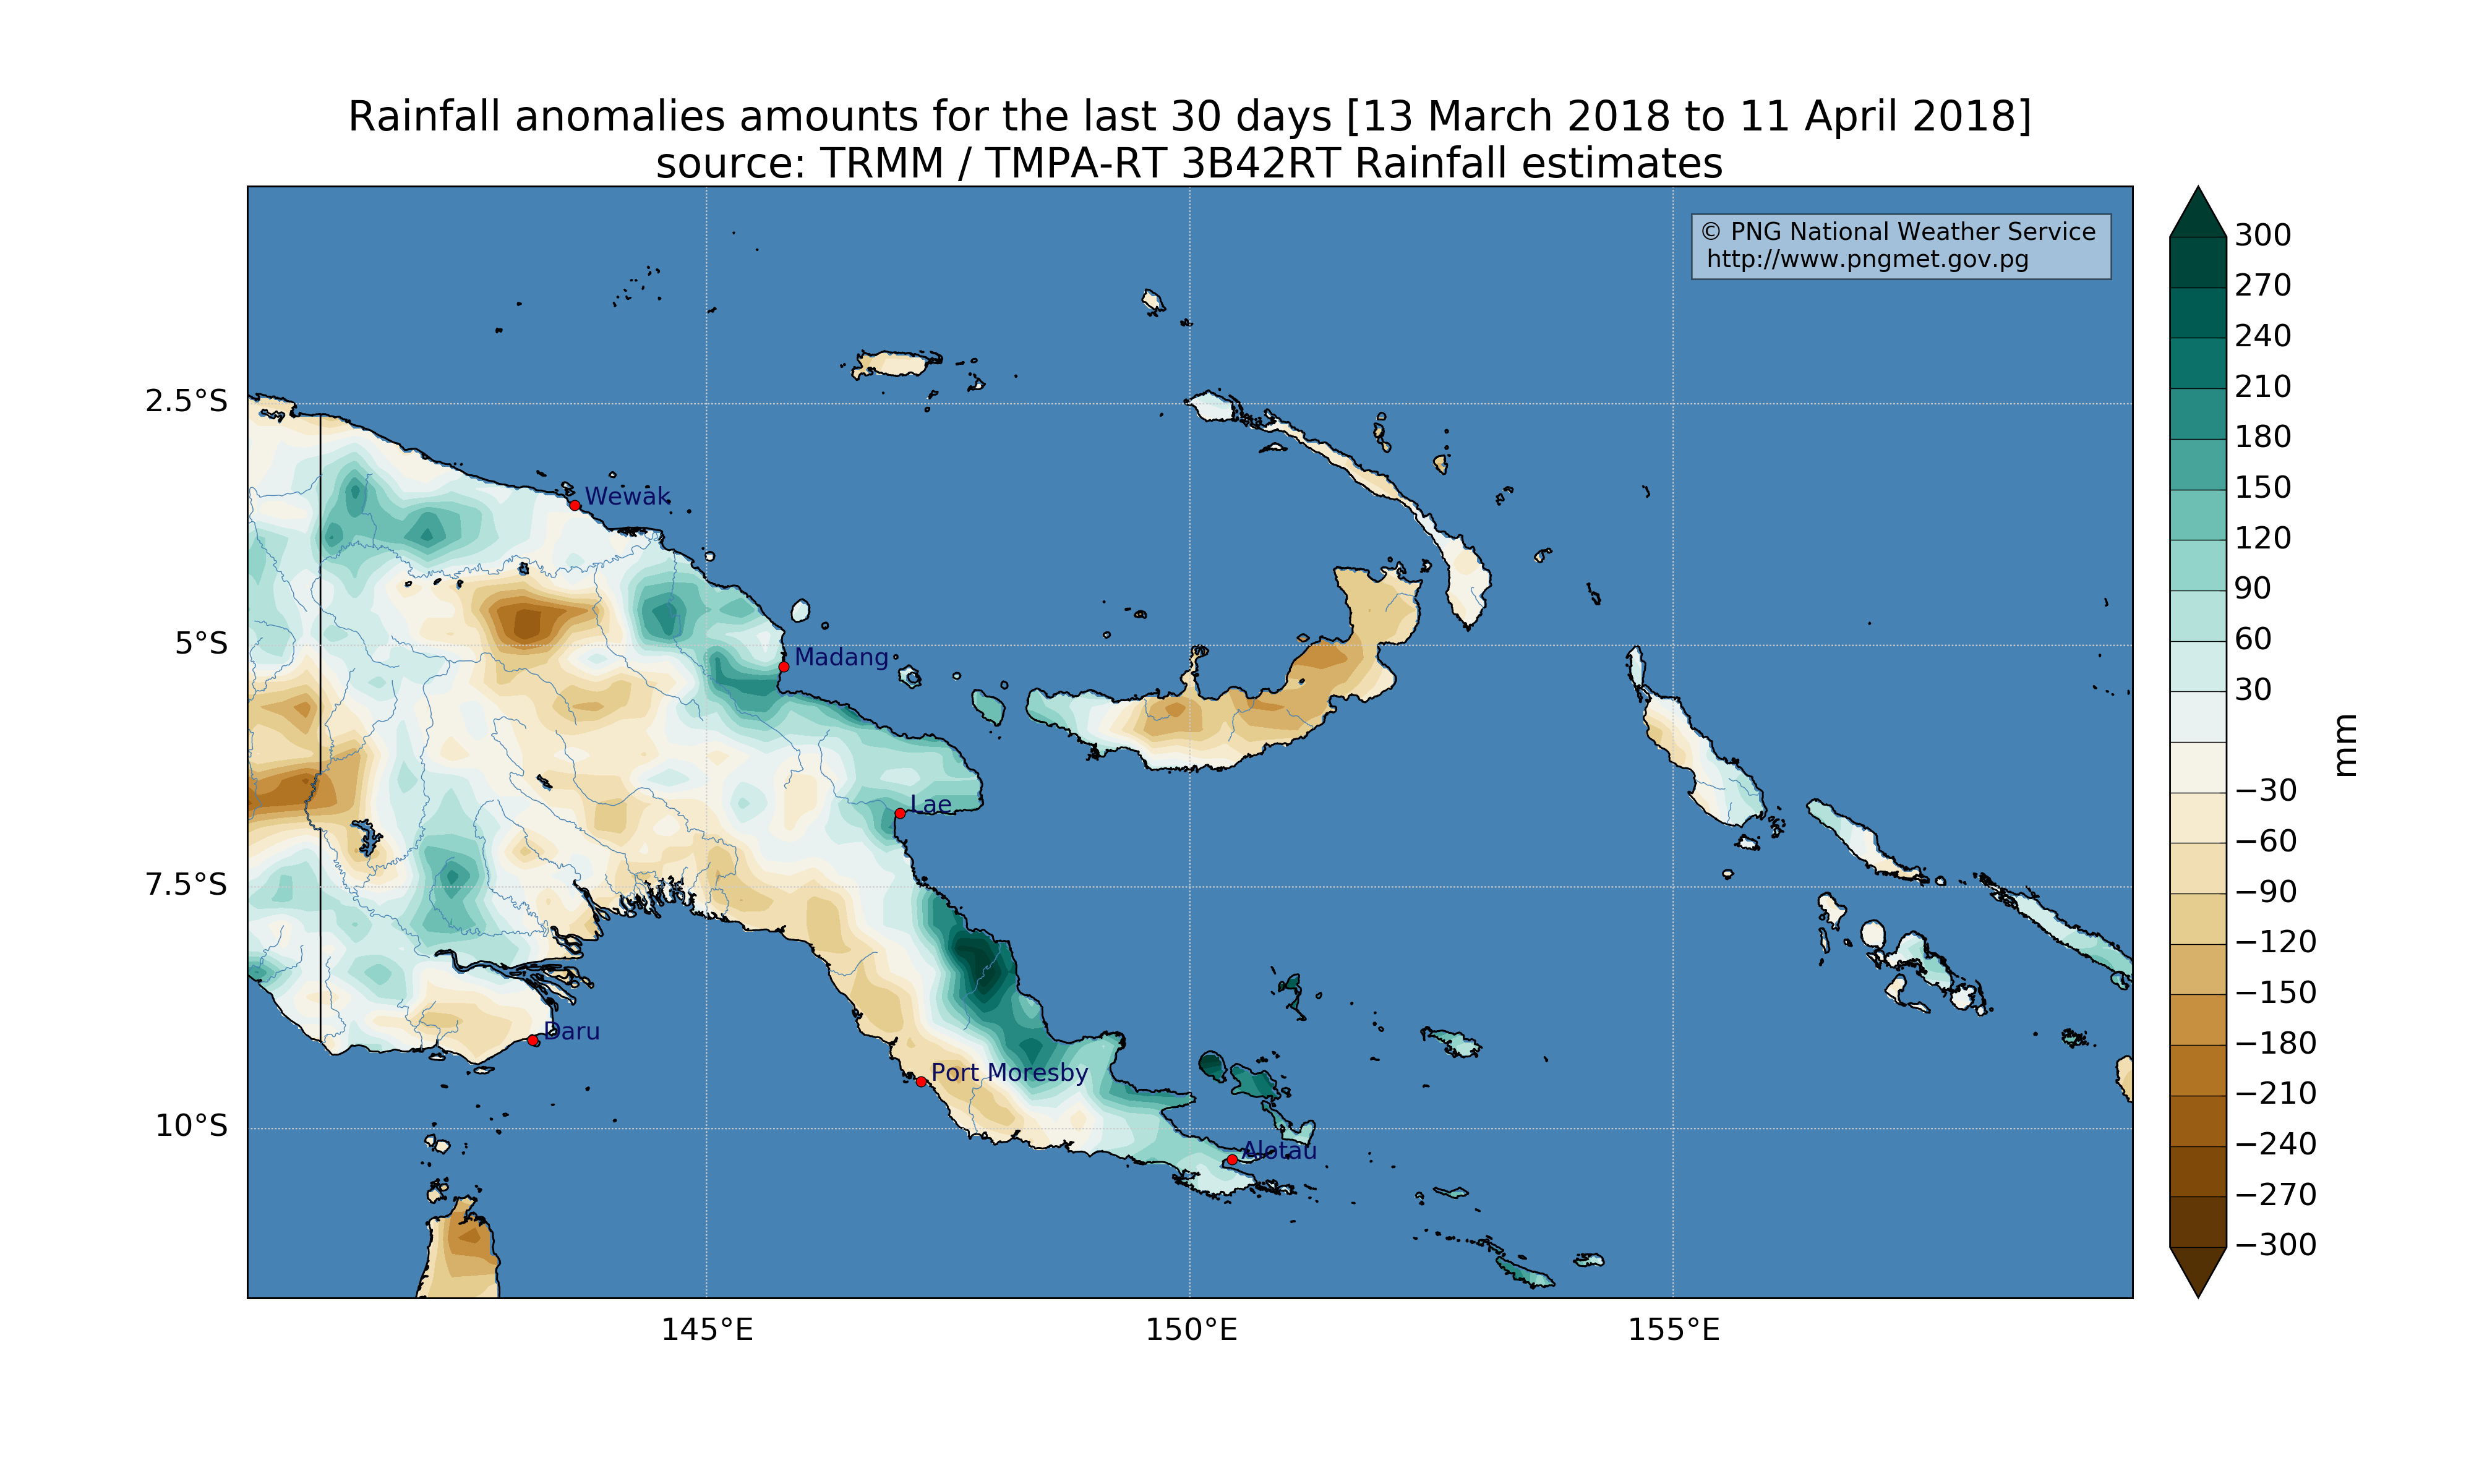 Rainfall anomalies amounts for the last 30 days [13 March 2018 to 11 April 2018]
source: TRMM / TMPA-RT 3B42RT Rainfall estimates
© PNG National Weather Service
http://www.pngmet.gov.pg
2.5°S
5°S
7.5°S
10°S
Wewak
Madang
Lae
Daru
Port Moresby
Alotau
145°E
150°E
155°E
300
270
240
210
180
150
120
90
60
30
−30
−60
−90
−120
−150
−180
−210
−240
−270
−300
mm